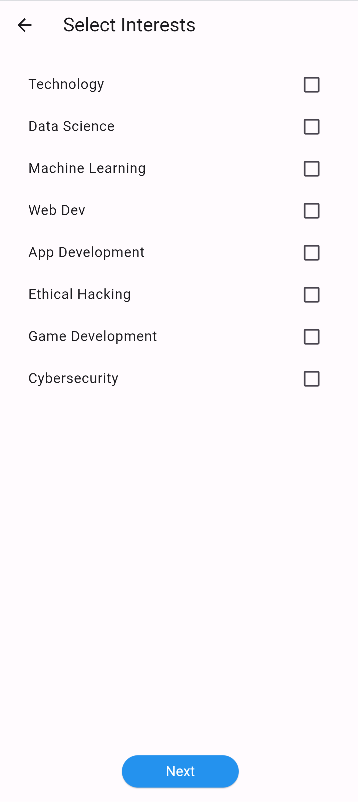 Select Interests
Technology
Data Science
Machine Learning
Web Dev
App Development
Ethical Hacking
Game Development
Cybersecurity
Next